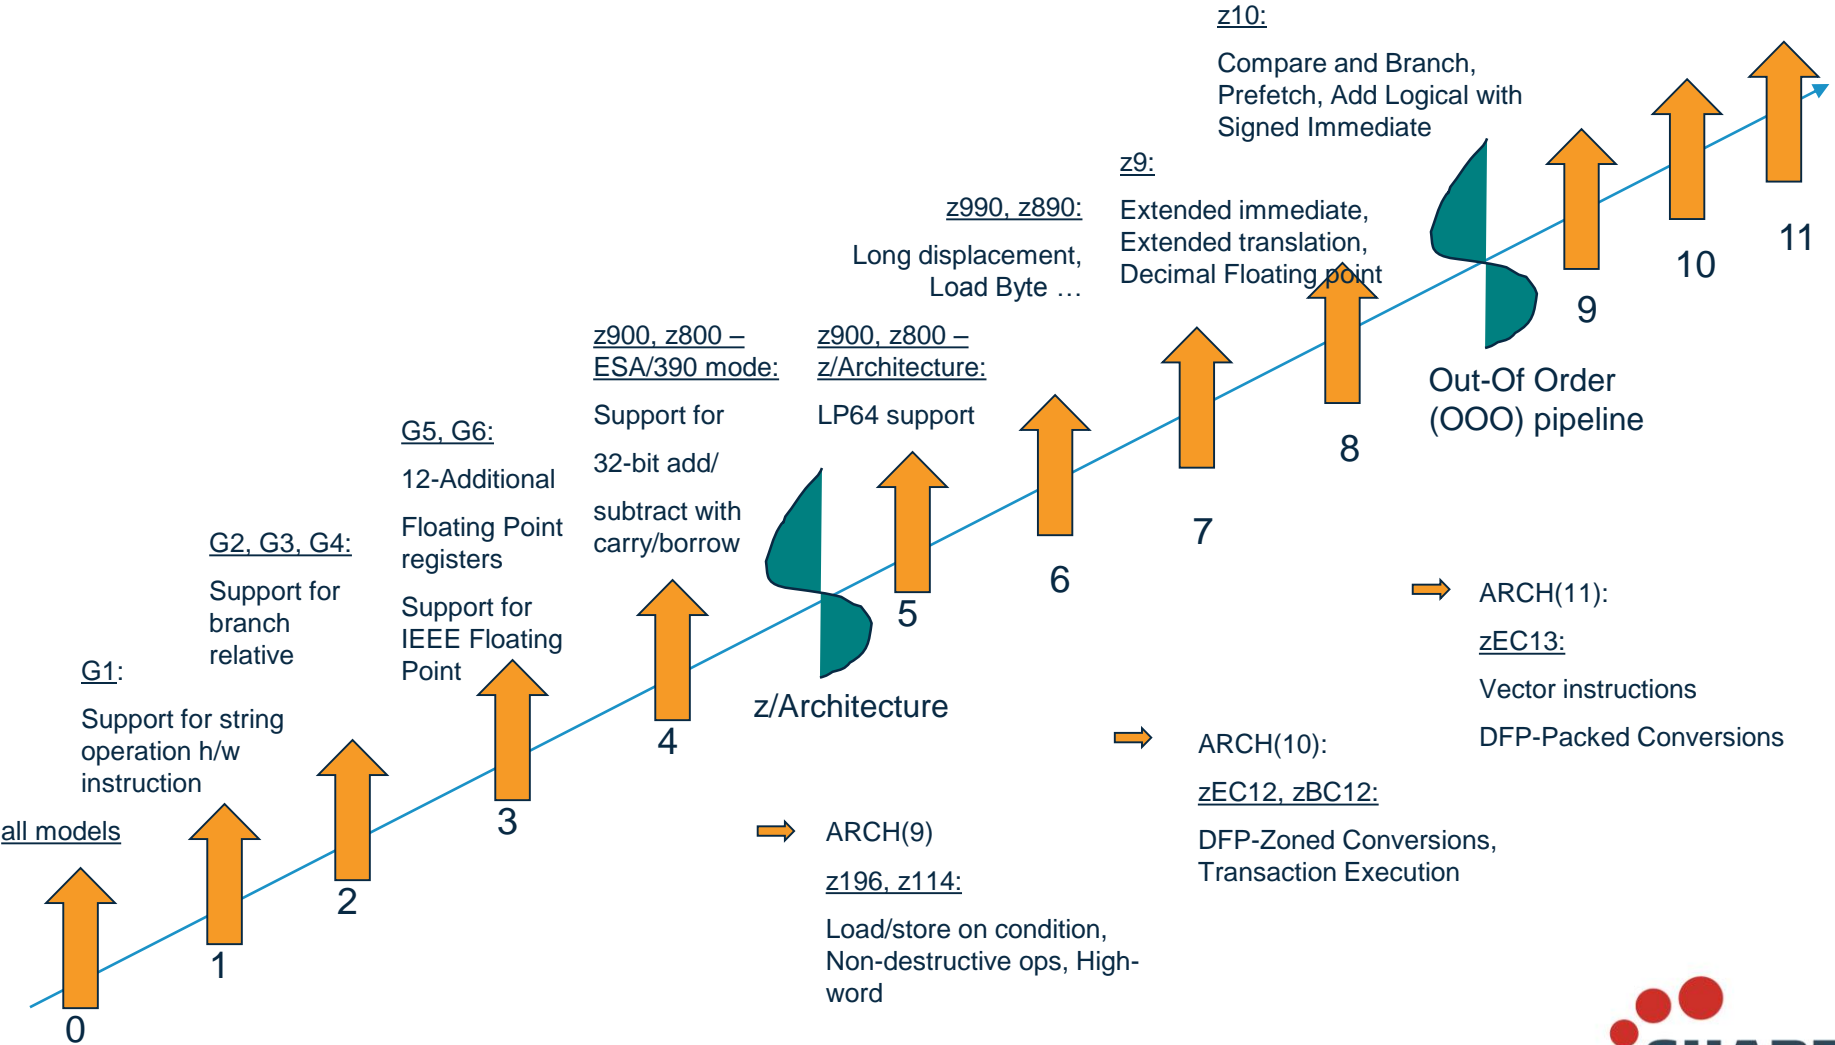 all models
0
G1:
Support for string
operation h/w
instruction
1
G2, G3, G4:
Support for
branch
relative
2
G5, G6:
12-Additional
Floating Point
registers
Support for
IEEE Floating
Point
3
z900, z800 –
ESA/390 mode:
Support for
32-bit add/
subtract with
carry/borrow
4
z/Architecture
z900, z800 –
z/Architecture:
LP64 support
5
z990, z890:
Long displacement,
Load Byte …
6
z9:
Extended immediate,
Extended translation,
Decimal Floating point
7
z10:
Compare and Branch,
Prefetch, Add Logical with
Signed Immediate
8
Out-Of Order
(OOO) pipeline
9
10
11
ARCH(9)
z196, z114:
Load/store on condition,
Non-destructive ops, High-
word
ARCH(10):
zEC12, zBC12:
DFP-Zoned Conversions,
Transaction Execution
ARCH(11):
zEC13:
Vector instructions
DFP-Packed Conversions